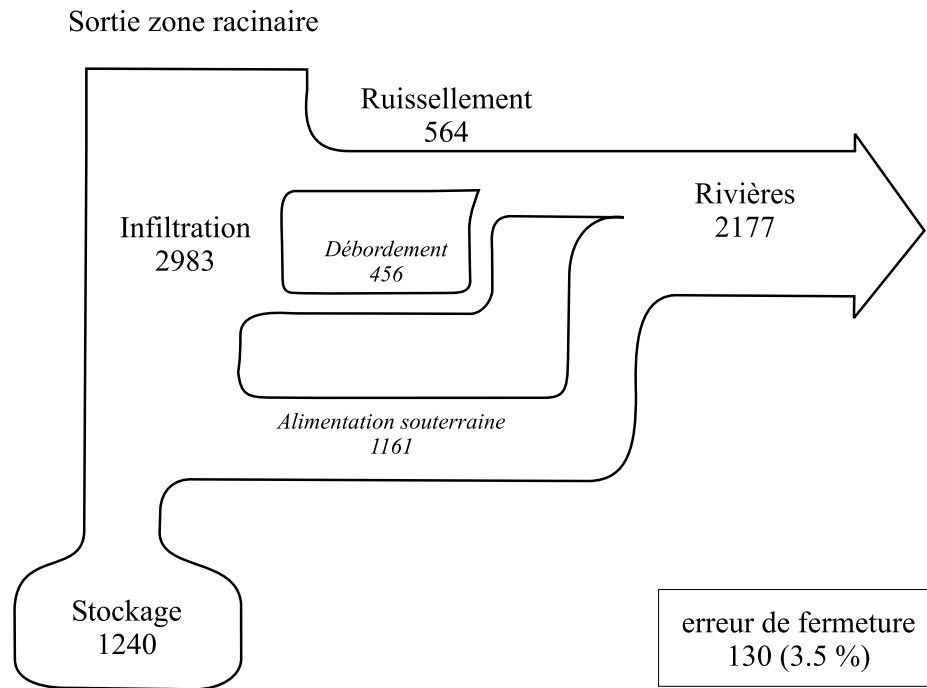 Sortie zone racinaire
Ruissellement
564
Rivières
2177
Infiltration
2983
Débordement
456
Alimentation souterraine
1161
Stockage
1240
erreur de fermeture
130 (3.5 %)